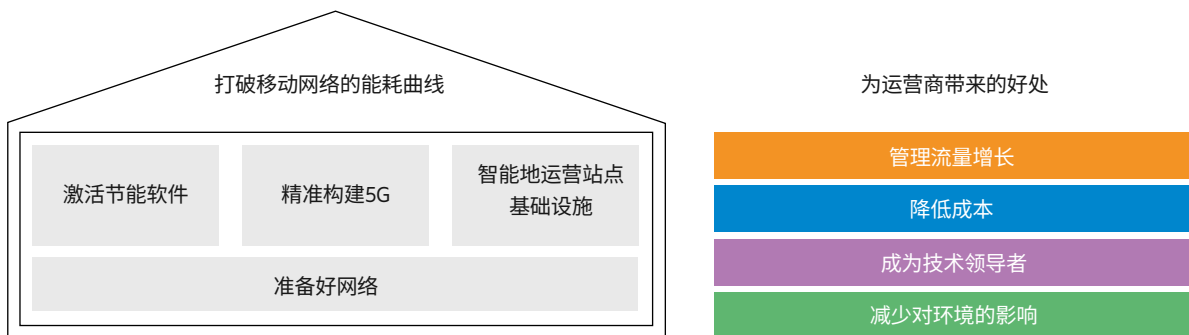 打破移动网络的能耗曲线
激活节能软件
精准构建5G
智能地运营站点
基础设施
准备好网络
为运营商带来的好处
管理流量增长
降低成本
成为技术领导者
减少对环境的影响